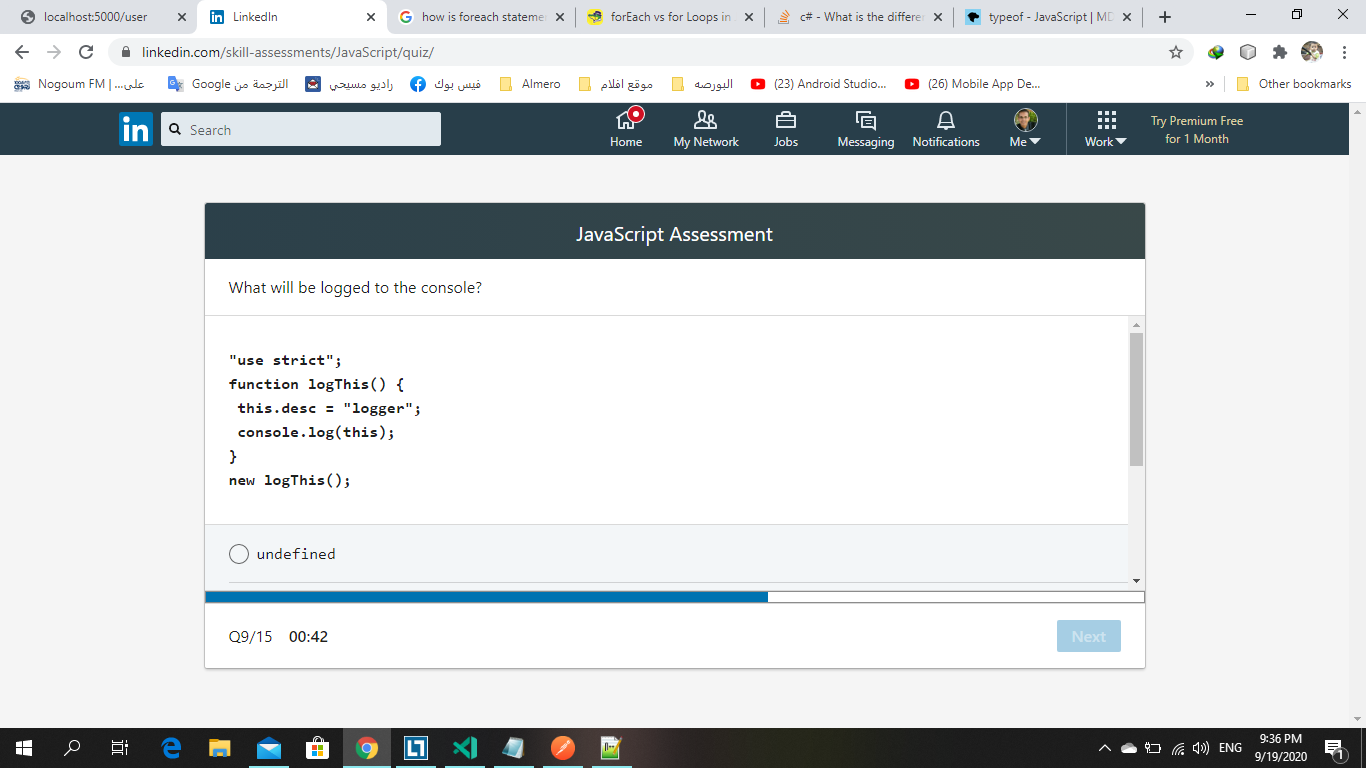 localhost:5000/user
LinkedIn
how is foreach stateme
forEach vs for Loops in
c# - What is the differe
typeof - JavaScript | MD
linkedin.com/skill-assessments/JavaScript/quiz/
Nogoum FM | ...على
الترجمة من Google
راديو مسيحي
فيس بوك
Almero
موقع افلام
البورصه
(23) Android Studio...
(26) Mobile App De...
»
Other bookmarks
in
Search
Home
My Network
Jobs
Messaging
Notifications
Me
Work
Try Premium Free
for 1 Month
JavaScript Assessment
What will be logged to the console?
"use strict";
function logThis() {
this.desc = "logger";
console.log(this);
}
new logThis();
undefined
Q9/15 00:42
Next
ENG
9:36 PM
9/19/2020
1